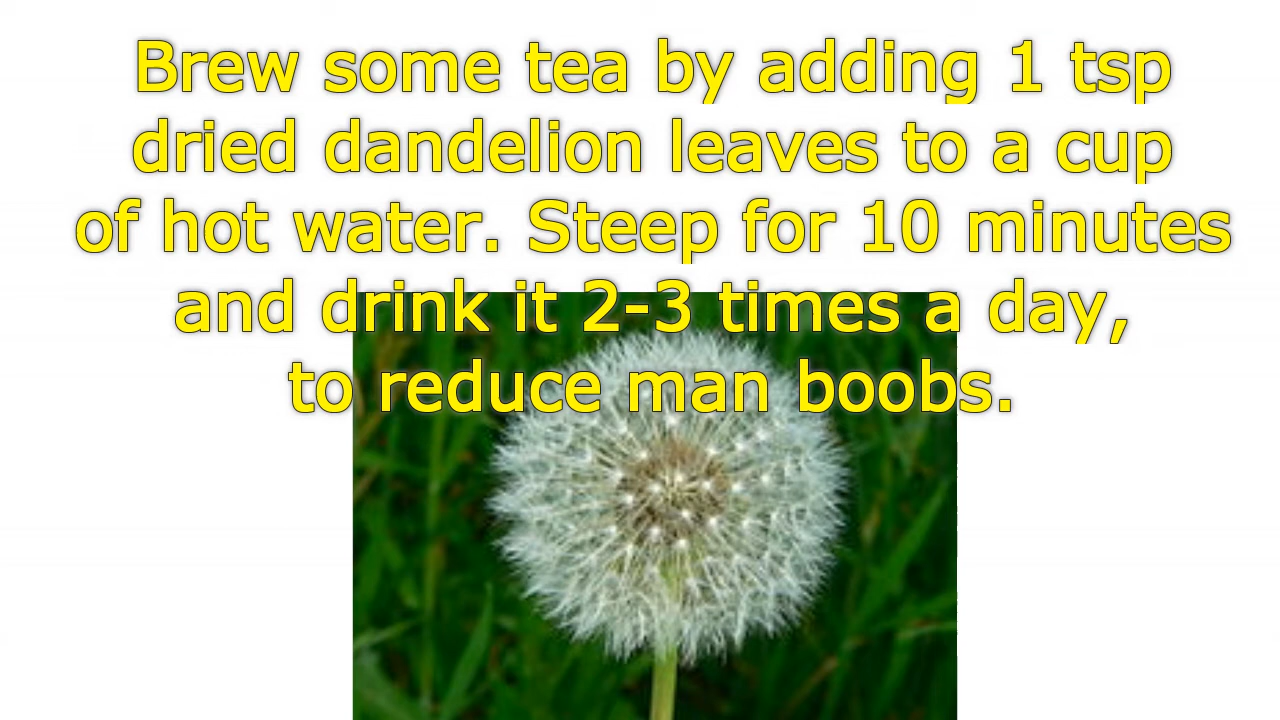 Brew some tea by adding 1 tsp
dried dandelion leaves to a cup
of hot water. Steep for 10 minutes
and drink it 2-3 times a day,
to reduce man boobs.